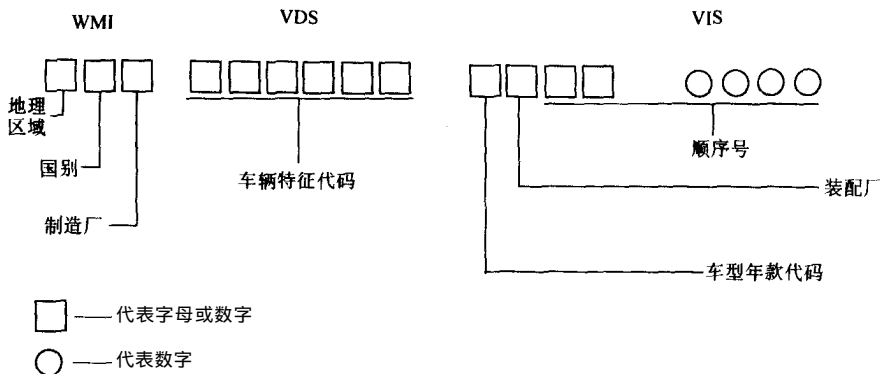 WMI
VDS
VIS
地理
区域
国别
制造厂
车辆特征代码
顺序号
装配厂
车型年款代码
——代表字母或数字
——代表数字